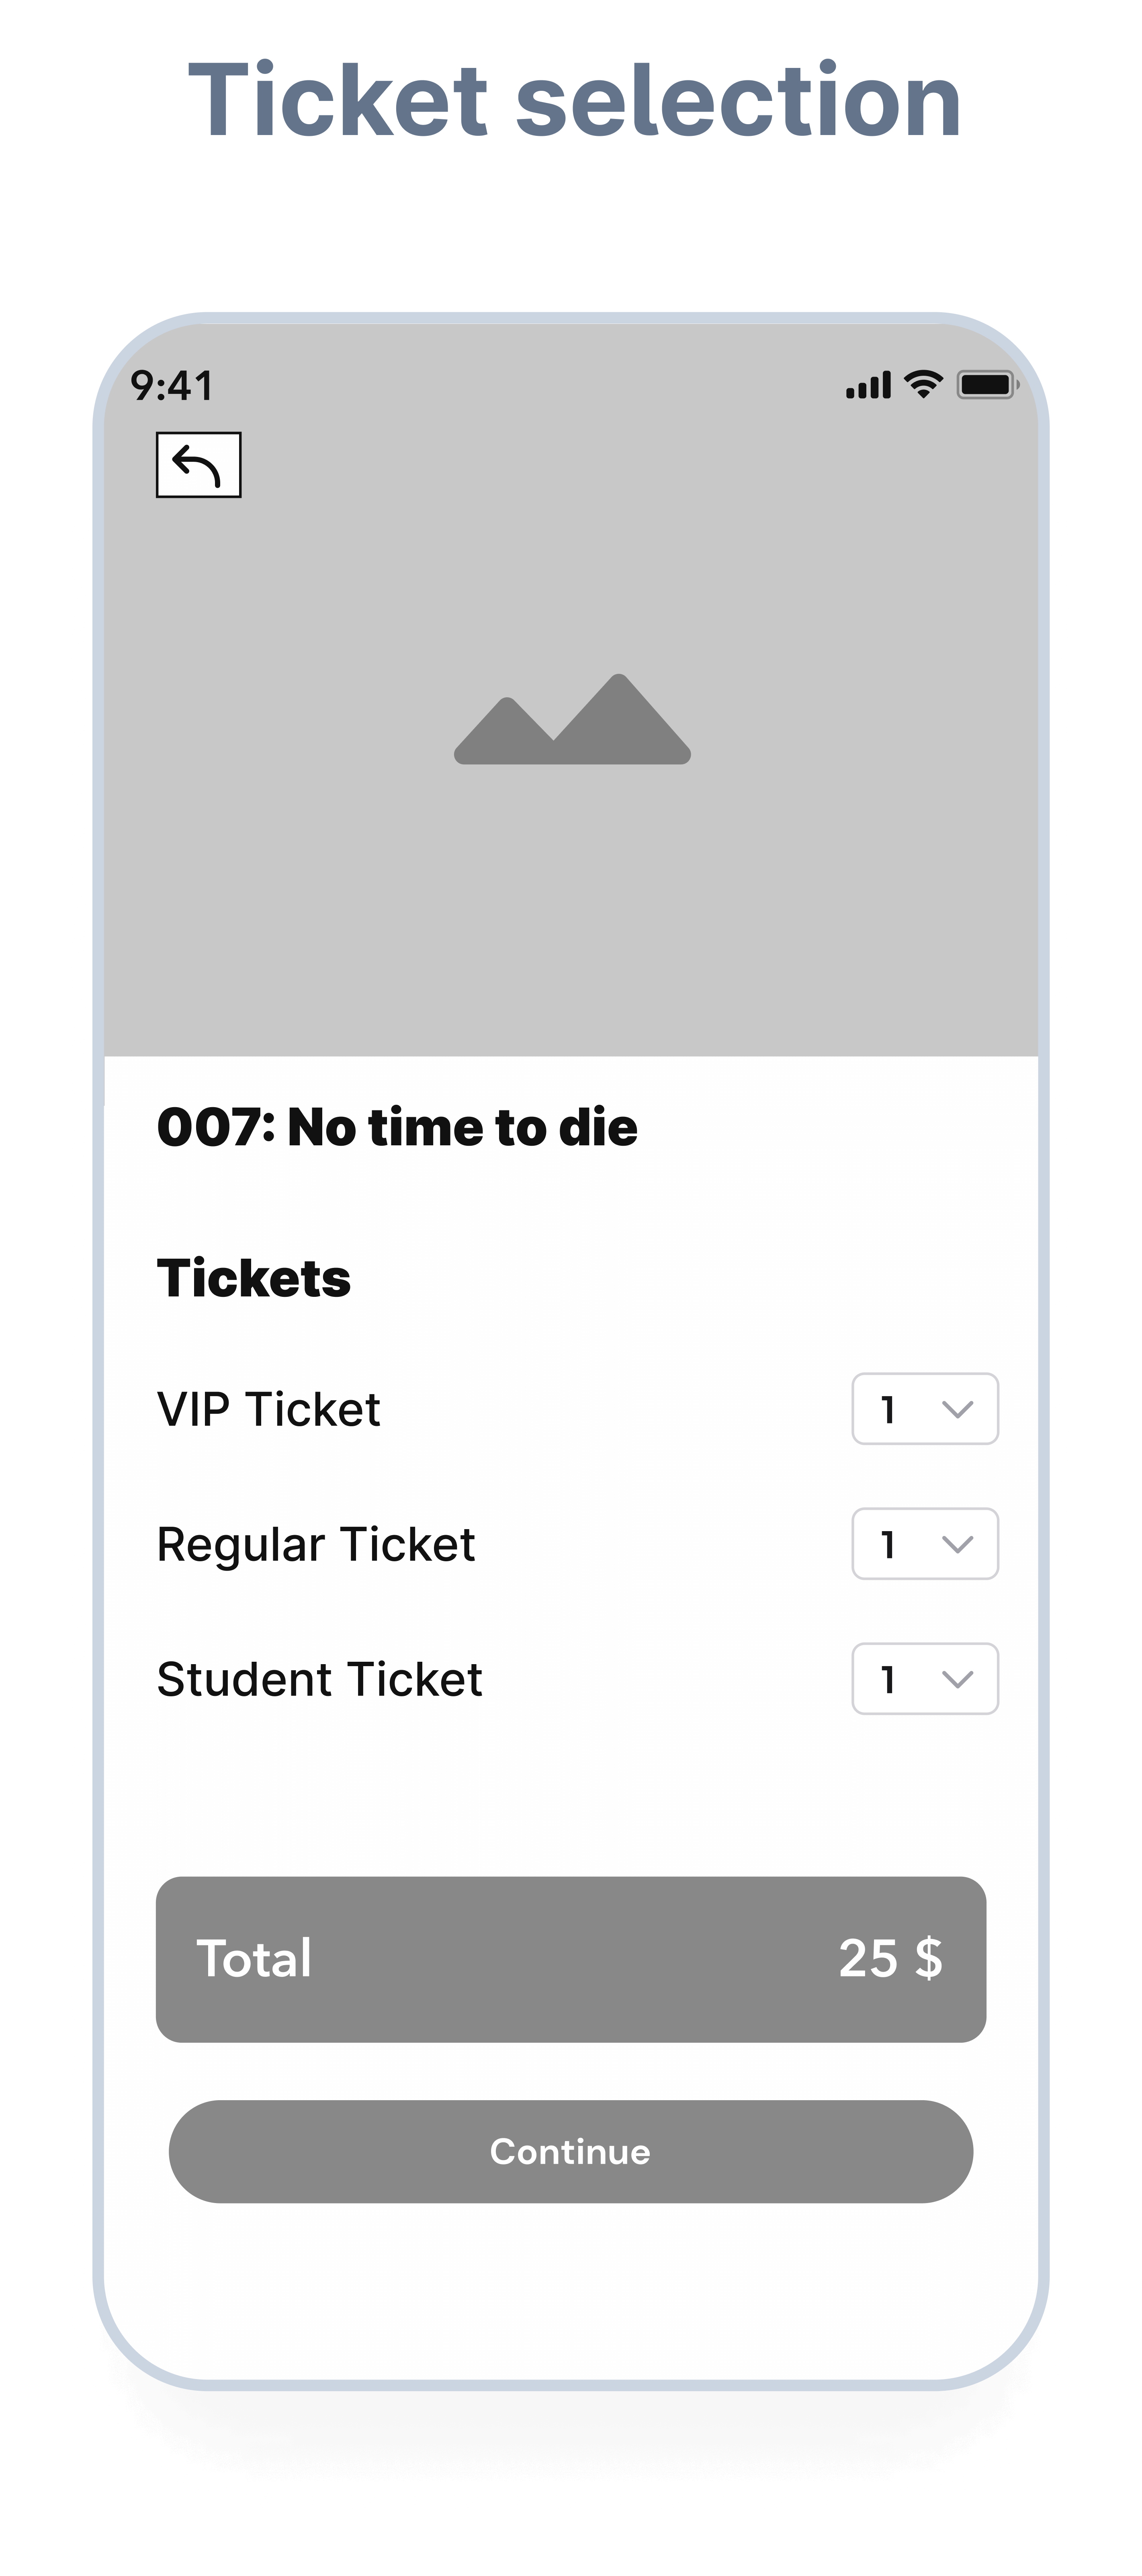 Ticket selection
9:41
007: No time to die
Tickets
VIP Ticket 1
Regular Ticket 1
Student Ticket 1
Total 25 $
Continue